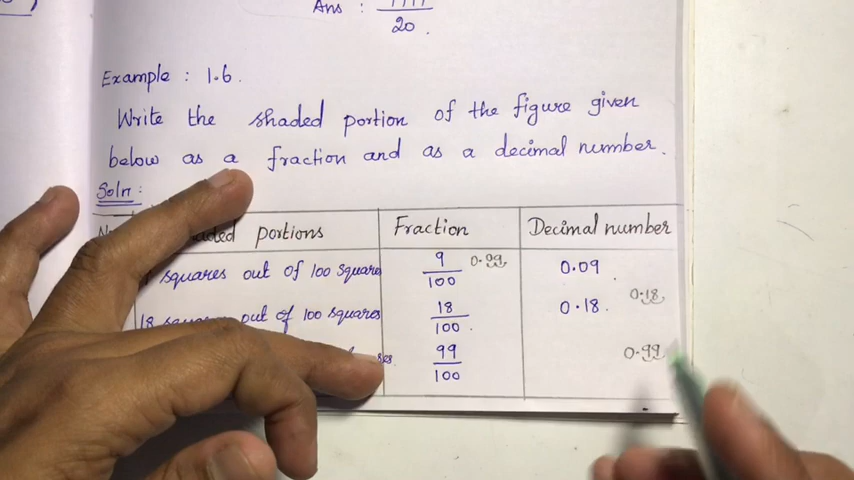 Ans :
20 .
Example : 1.6 .
Write the shaded portion of the figure given
below as a fraction and as a decimal number .
Soln :
portions Fraction Decimal number
squares out of 100 square 9/100 0.09 .
18 squares out of 100 squares 18/100 . 0.18 0.18 .
99/100 0.99